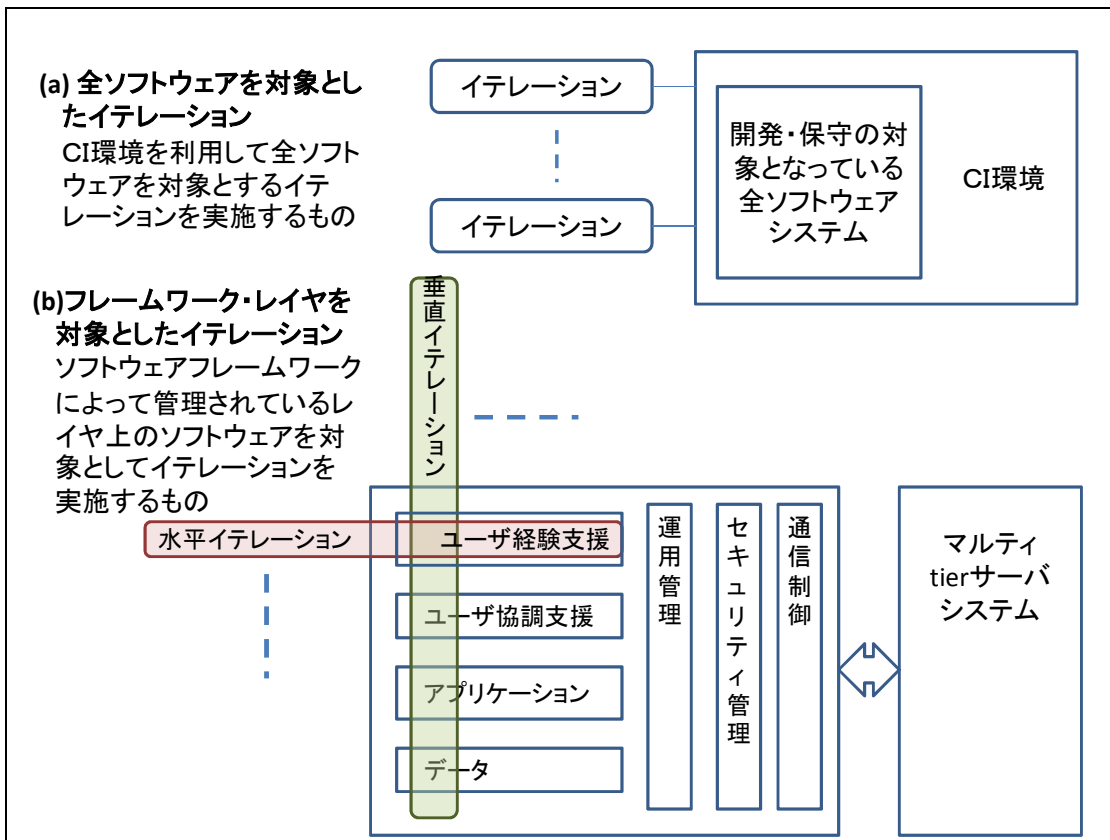 (a) 全ソフトウェアを対象とし
たイテレーション
CI環境を利用して全ソフト
ウェアを対象とするイテ
レーションを実施するもの
イテレーション
イテレーション
開発・保守の対
象となっている
全ソフトウェア
システム
CI環境
(b)フレームワーク・レイヤを
対象としたイテレーション
ソフトウェアフレームワーク
によって管理されているレ
イヤ上のソフトウェアを対
象としてイテレーションを
実施するもの
垂直イテレーション
水平イテレーション
ユーザ経験支援
ユーザ協調支援
アプリケーション
データ
運用管理
セキュリティ管理
通信制御
マルティ
tierサーバ
システム